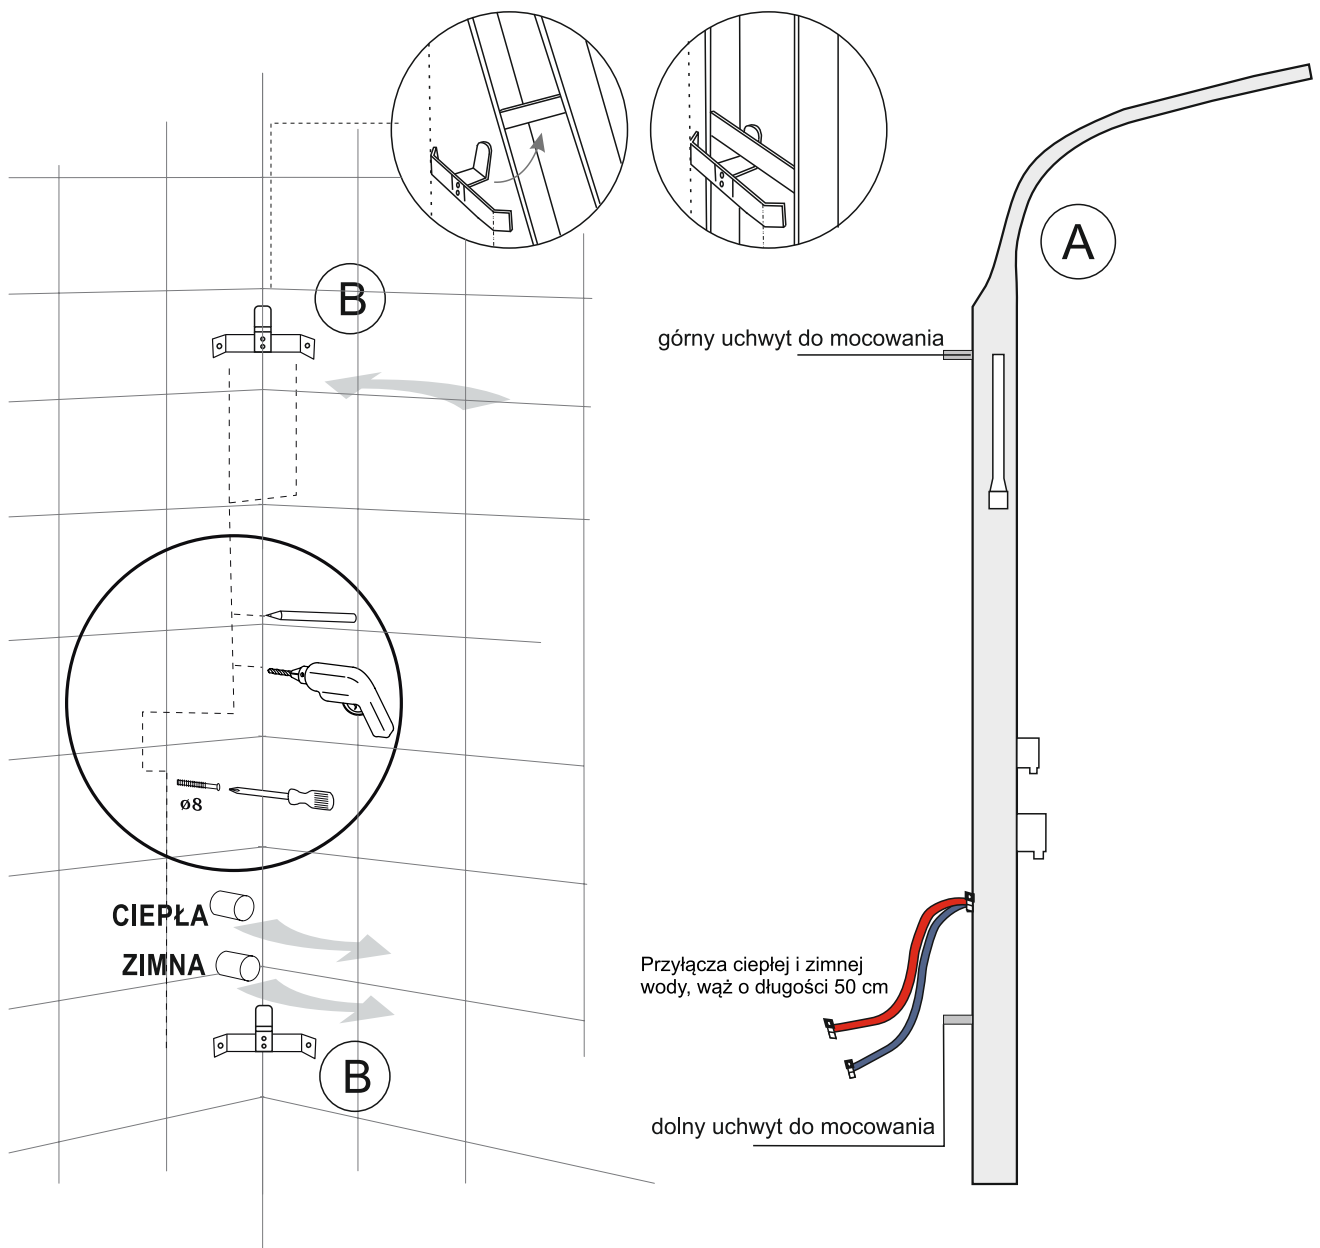 B
A
górny uchwyt do mocowania
ø8
CIEPŁA
ZIMNA
Przyłącza ciepłej i zimnej
wody, wąż o długości 50 cm
B
dolny uchwyt do mocowania